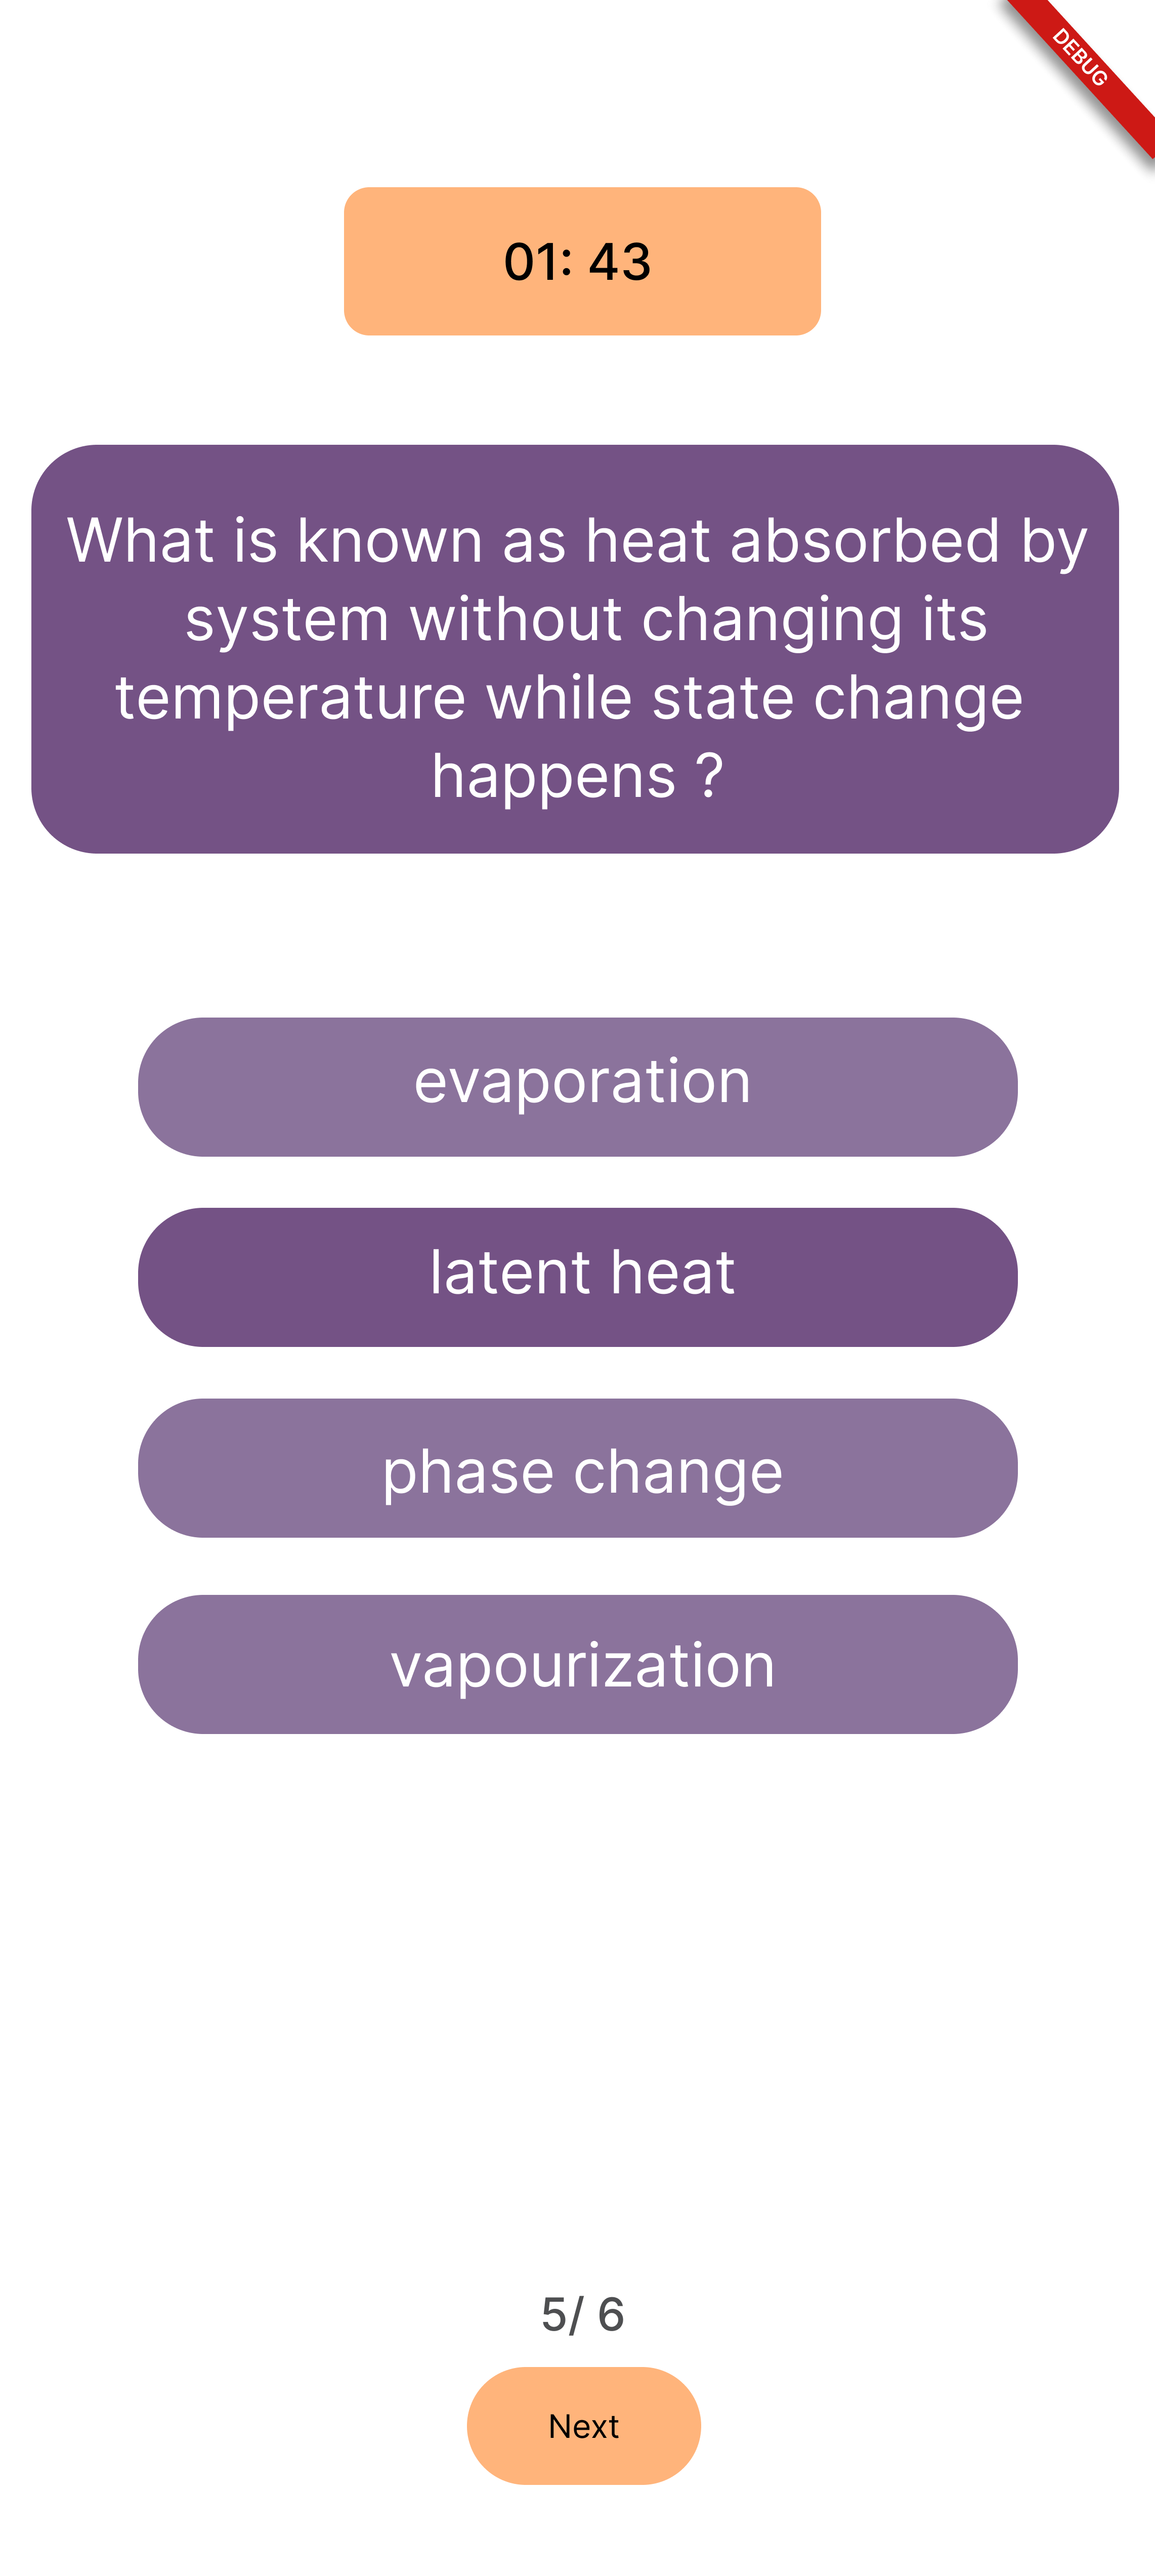 DEBUG
01: 43
What is known as heat absorbed by
system without changing its
temperature while state change
happens ?
evaporation
latent heat
phase change
vapourization
5/ 6
Next